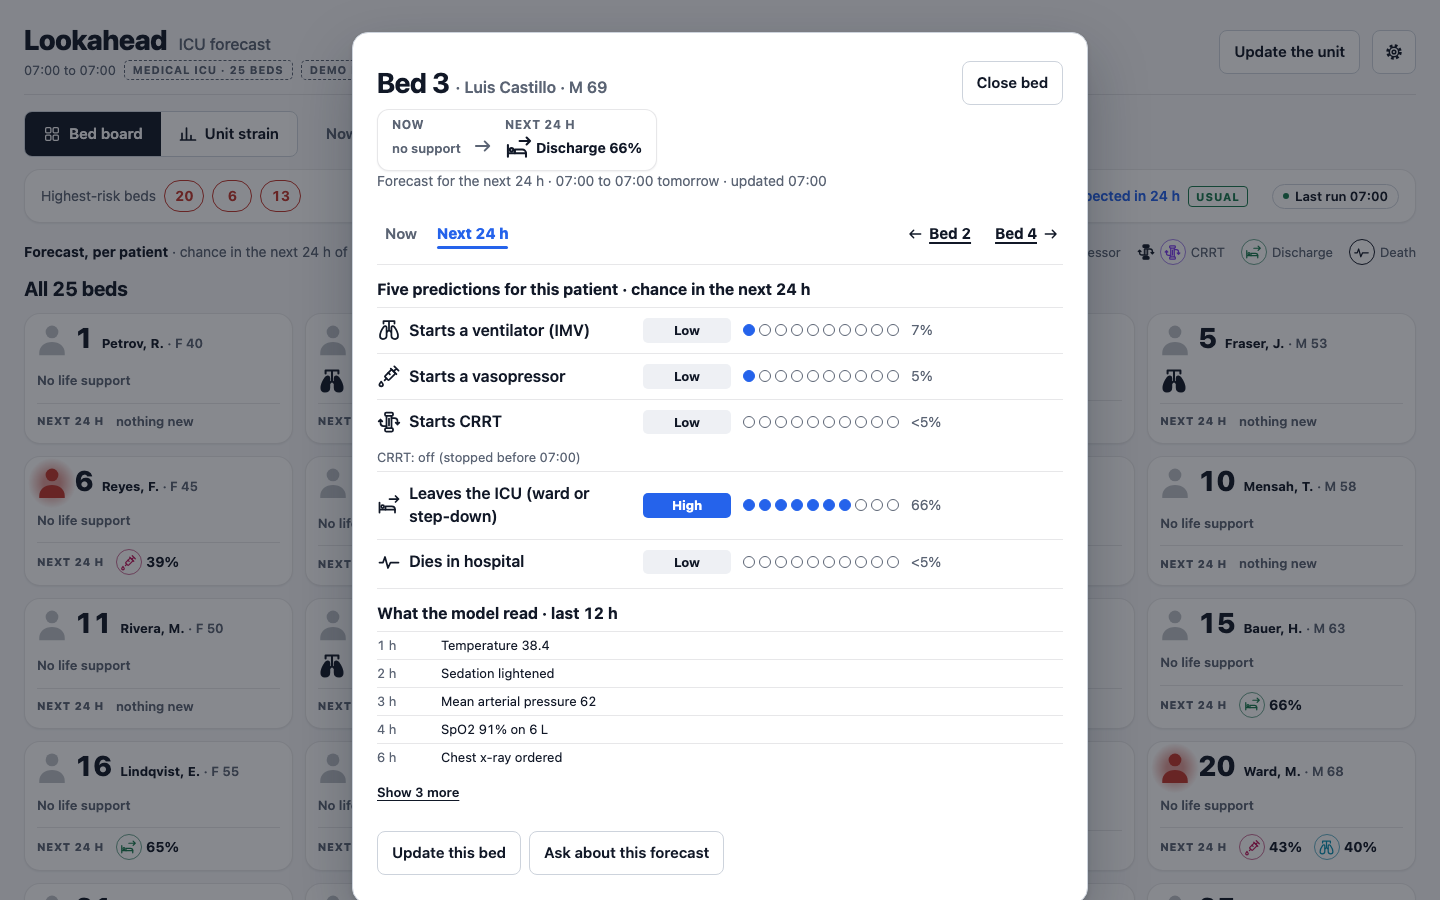 Lookahead ICU forecast
07:00 to 07:00 MEDICAL ICU · 25 BEDS DEMO
Update the unit
Bed board
Unit strain
Now
Highest-risk beds 20 6 13
pected in 24 h USUAL
Last run 07:00
Forecast, per patient · chance in the next 24 h of
essor CRRT Discharge Death
All 25 beds
1 Petrov, R. · F 40
No life support
NEXT 24 H nothing new
NEXT
5 Fraser, J. · M 53
NEXT 24 H nothing new
6 Reyes, F. · F 45
No life support
NEXT 24 H 39%
No lif
NEXT
10 Mensah, T. · M 58
No life support
NEXT 24 H nothing new
11 Rivera, M. · F 50
No life support
NEXT 24 H nothing new
NEXT
15 Bauer, H. · M 63
No life support
NEXT 24 H 66%
16 Lindqvist, E. · F 55
No life support
NEXT 24 H 65%
No lif
NEXT
20 Ward, M. · M 68
No life support
NEXT 24 H 43% 40%
Bed 3 · Luis Castillo · M 69
Close bed
NOW
no support
NEXT 24 H
Discharge 66%
Forecast for the next 24 h · 07:00 to 07:00 tomorrow · updated 07:00
Now
Next 24 h
← Bed 2
Bed 4 →
Five predictions for this patient · chance in the next 24 h
Starts a ventilator (IMV) Low 7%
Starts a vasopressor Low 5%
Starts CRRT Low <5%
CRRT: off (stopped before 07:00)
Leaves the ICU (ward or
step-down) High 66%
Dies in hospital Low <5%
What the model read · last 12 h
1 h Temperature 38.4
2 h Sedation lightened
3 h Mean arterial pressure 62
4 h SpO2 91% on 6 L
6 h Chest x-ray ordered
Show 3 more
Update this bed
Ask about this forecast